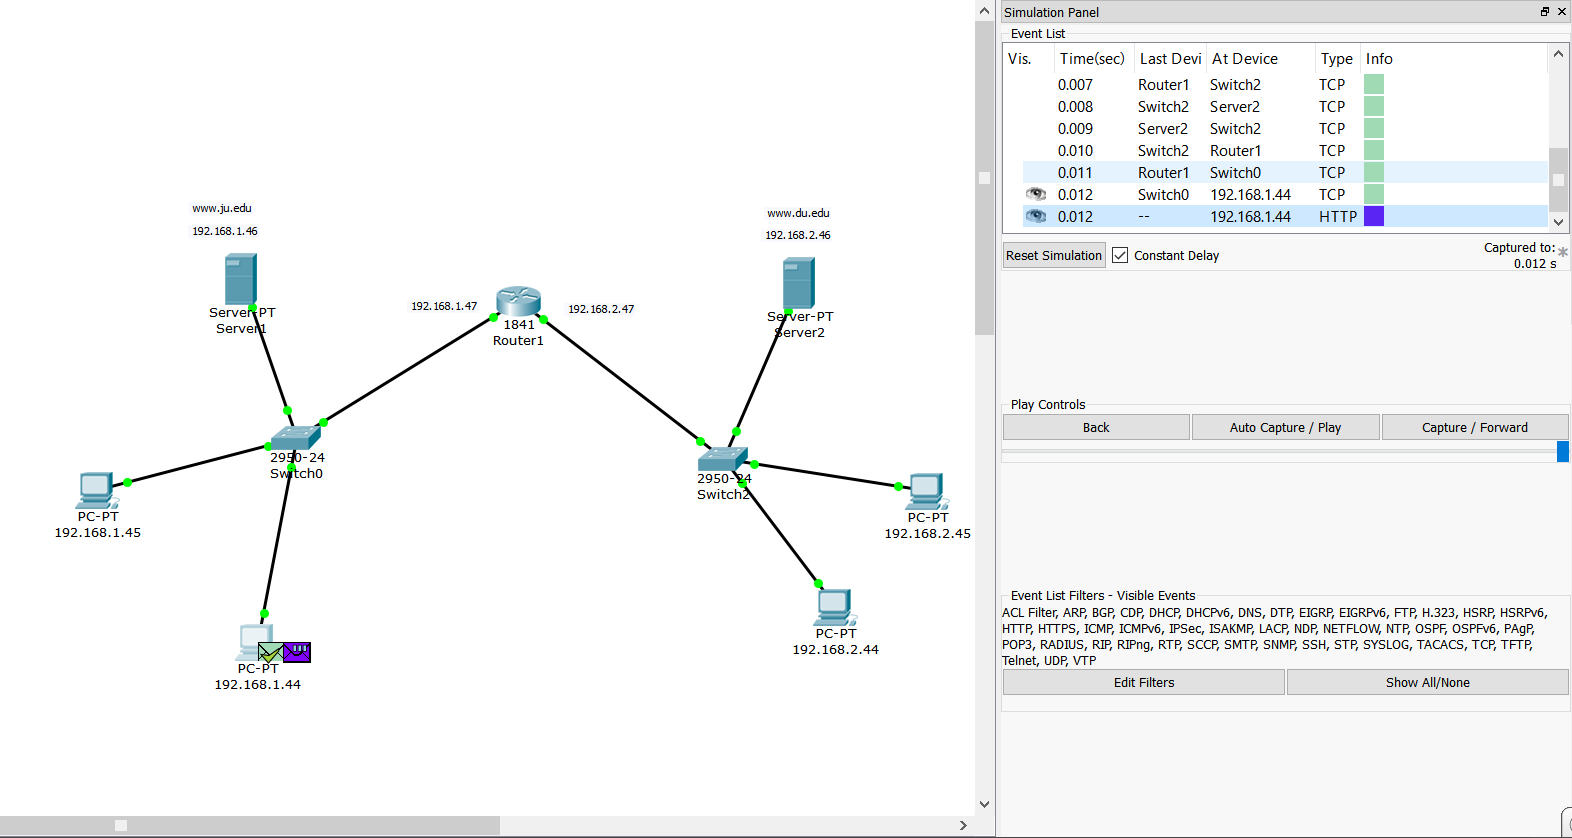 Simulation Panel
Event List
Vis. Time(sec) Last Devi At Device Type Info
0.007 Router1 Switch2 TCP
0.008 Switch2 Server2 TCP
0.009 Server2 Switch2 TCP
0.010 Switch2 Router1 TCP
0.011 Router1 Switch0 TCP
0.012 Switch0 192.168.1.44 TCP
0.012 -- 192.168.1.44 HTTP
Reset Simulation Constant Delay Captured to: *
0.012 s
Play Controls
Back Auto Capture / Play Capture / Forward
Event List Filters - Visible Events
ACL Filter, ARP, BGP, CDP, DHCP, DHCPv6, DNS, DTP, EIGRP, EIGRPv6, FTP, H.323, HSRP, HSRPv6,
HTTP, HTTPS, ICMP, ICMPv6, IPSec, ISAKMP, LACP, NDP, NETFLOW, NTP, OSPF, OSPFv6, PAgP,
POP3, RADIUS, RIP, RIPng, RTP, SCCP, SMTP, SNMP, SSH, STP, SYSLOG, TACACS, TCP, TFTP,
Telnet, UDP, VTP
Edit Filters Show All/None
www.ju.edu
192.168.1.46
Server-PT
Server1
192.168.1.47
1841
Router1
192.168.2.47
www.du.edu
192.168.2.46
Server-PT
Server2
2950-24
Switch0
2950-24
Switch2
PC-PT
192.168.1.45
PC-PT
192.168.1.44
PC-PT
192.168.2.45
PC-PT
192.168.2.44